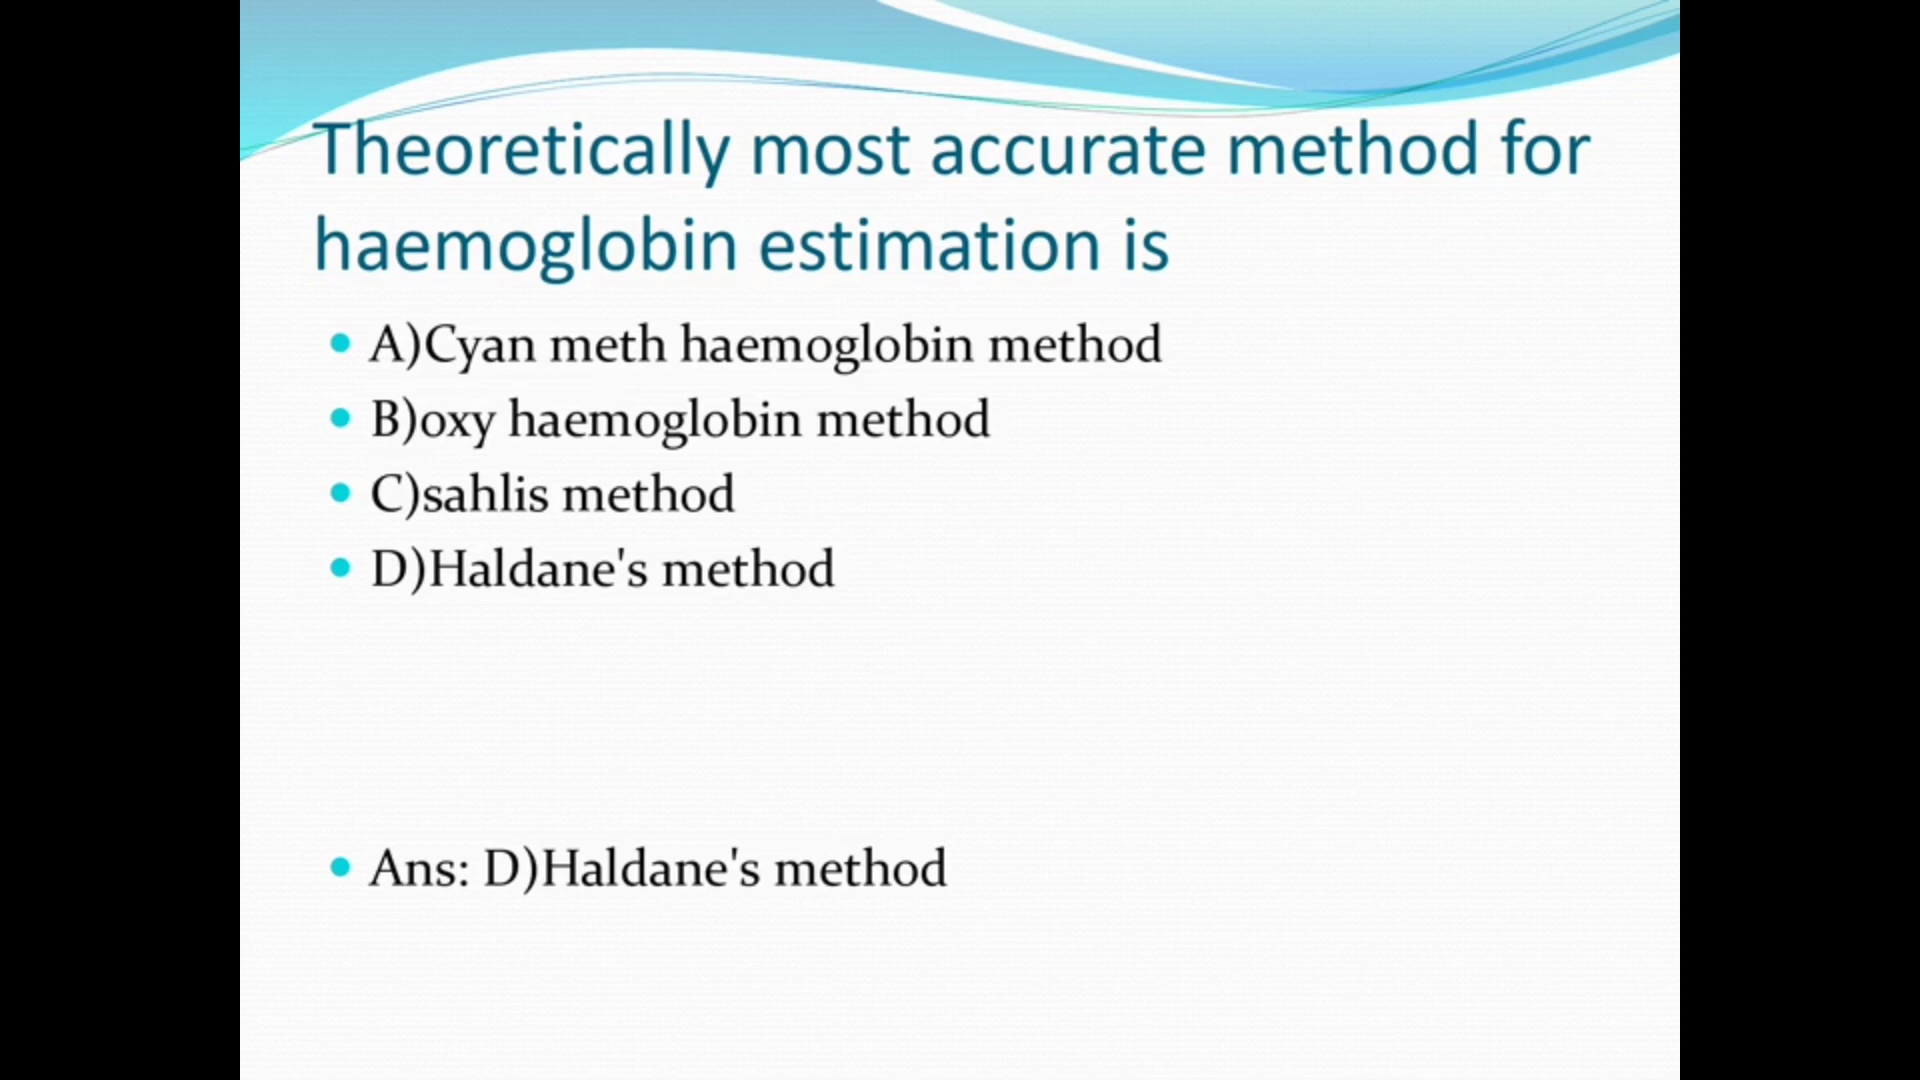 Theoretically most accurate method for
haemoglobin estimation is
A)Cyan meth haemoglobin method
B)oxy haemoglobin method
C)sahlis method
D)Haldane's method
Ans: D)Haldane's method